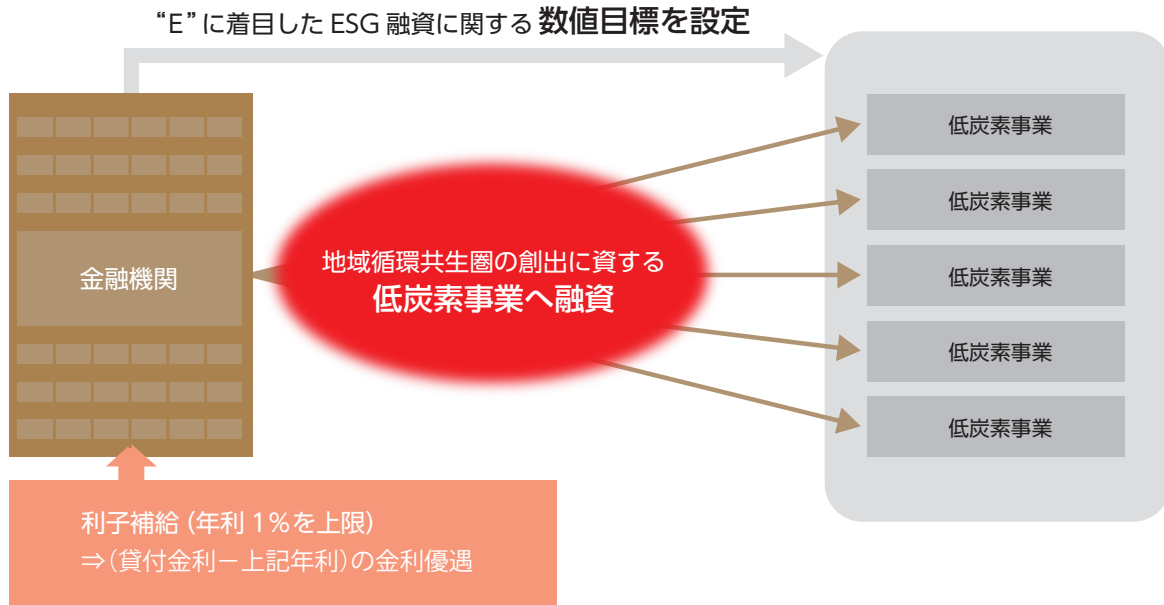 “E”に着目した ESG 融資に関する 数値目標を設定
金融機関
地域循環共生圏の創出に資する
低炭素事業へ融資
低炭素事業
低炭素事業
低炭素事業
低炭素事業
低炭素事業
利子補給（年利 1％を上限）
⇒（貸付金利－上記年利）の金利優遇